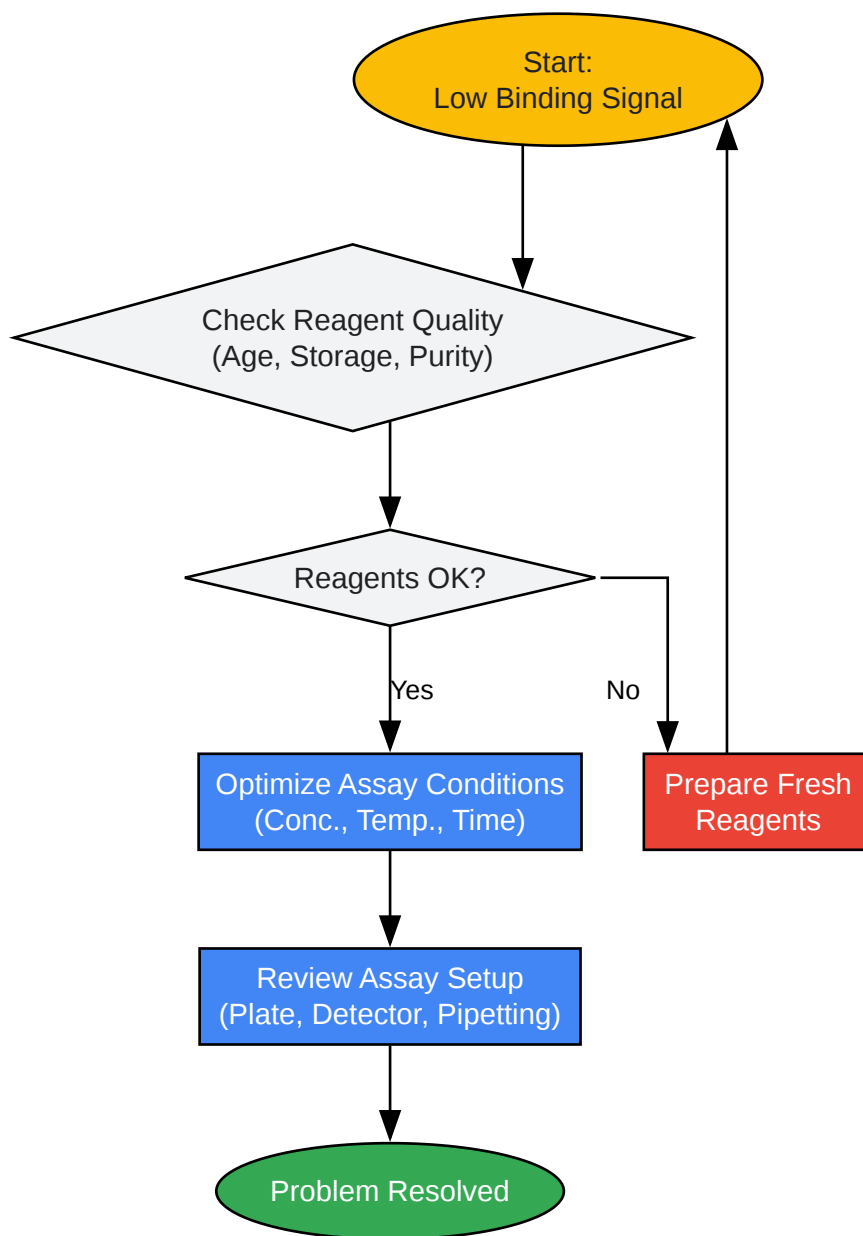 Start:
Low Binding Signal
Check Reagent Quality
(Age, Storage, Purity)
Reagents OK?
Yes
No
Optimize Assay Conditions
(Conc., Temp., Time)
Prepare Fresh
Reagents
Review Assay Setup
(Plate, Detector, Pipetting)
Problem Resolved